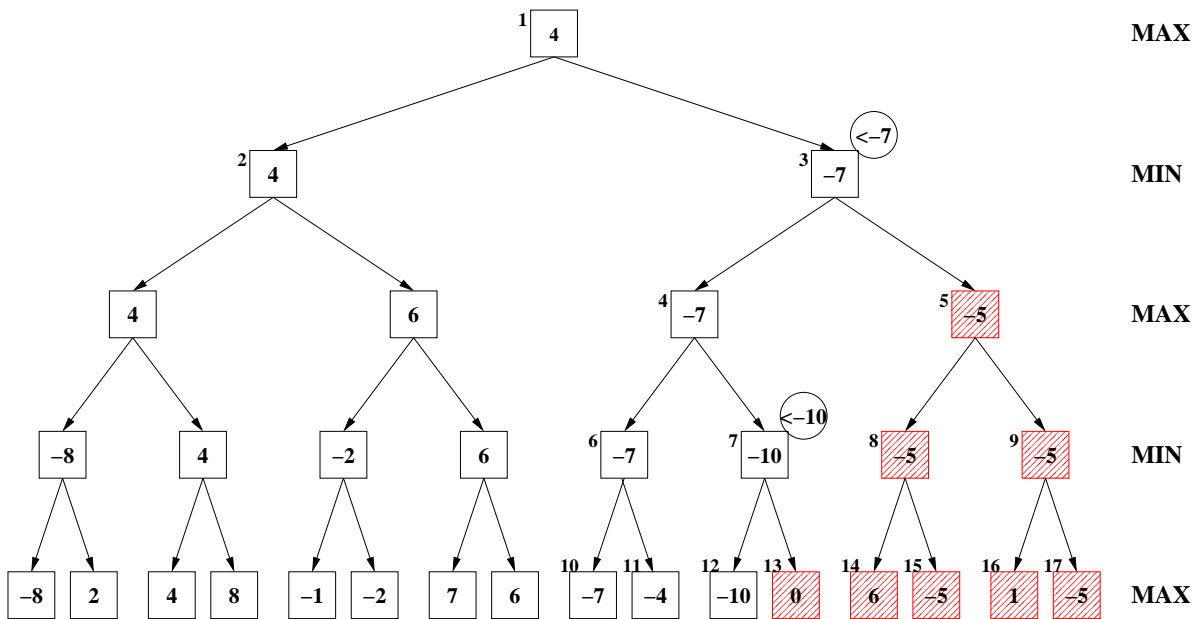 1 4 MAX
<–7
2 4 3 –7 MIN
4 6 4 –7 5 –5 MAX
<–10
–8 4 –2 6 6 –7 7 –10 8 –5 9 –5 MIN
10 11 12 13 14 15 16 17
–8 2 4 8 –1 –2 7 6 –7 –4 –10 0 6 –5 1 –5 MAX